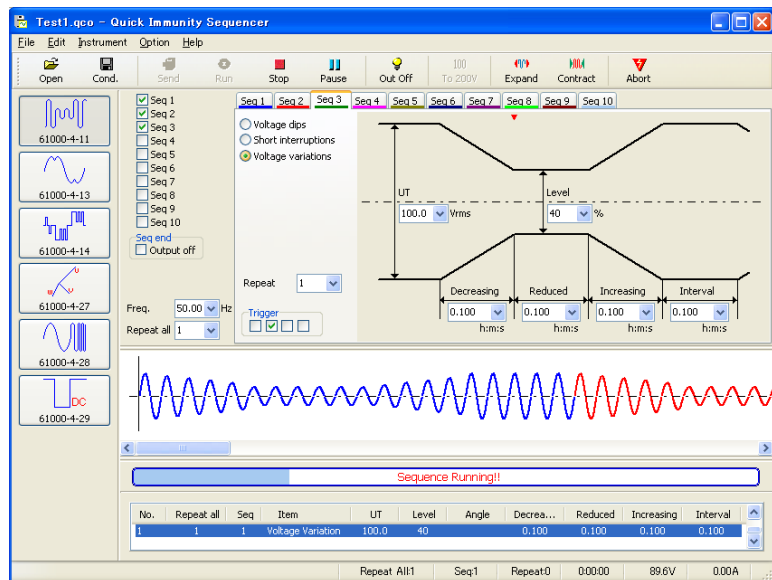 Test1.qco - Quick Immunity Sequencer
File Edit Instrument Option Help
Open Cond. Send Run Stop Pause Out Off 100 To 200V Expand Contract Abort
61000-4-11
61000-4-13
61000-4-14
U
U
U
61000-4-27
61000-4-28
DC
61000-4-29
Seq 1
Seq 2
Seq 3
Seq 4
Seq 5
Seq 6
Seq 7
Seq 8
Seq 9
Seq 10
Seq end
Output off
Freq. 50.00 Hz
Repeat all 1
Seq 1 Seq 2 Seq 3 Seq 4 Seq 5 Seq 6 Seq 7 Seq 8 Seq 9 Seq 10
Voltage dips
Short interruptions
Voltage variations
Repeat 1
Trigger
UT
100.0 Vrms
Level
40 %
Decreasing Reduced Increasing Interval
0.100 0.100 0.100 0.100
h:m:s h:m:s h:m:s h:m:s
Sequence Running!!
No. Repeat all Seq Item UT Level Angle Decrea... Reduced Increasing Interval
1 1 1 Voltage Variation 100.0 40 0.100 0.100 0.100 0.100
Repeat All:1 Seq:1 Repeat:0 0:00:00 89.6V 0.00A